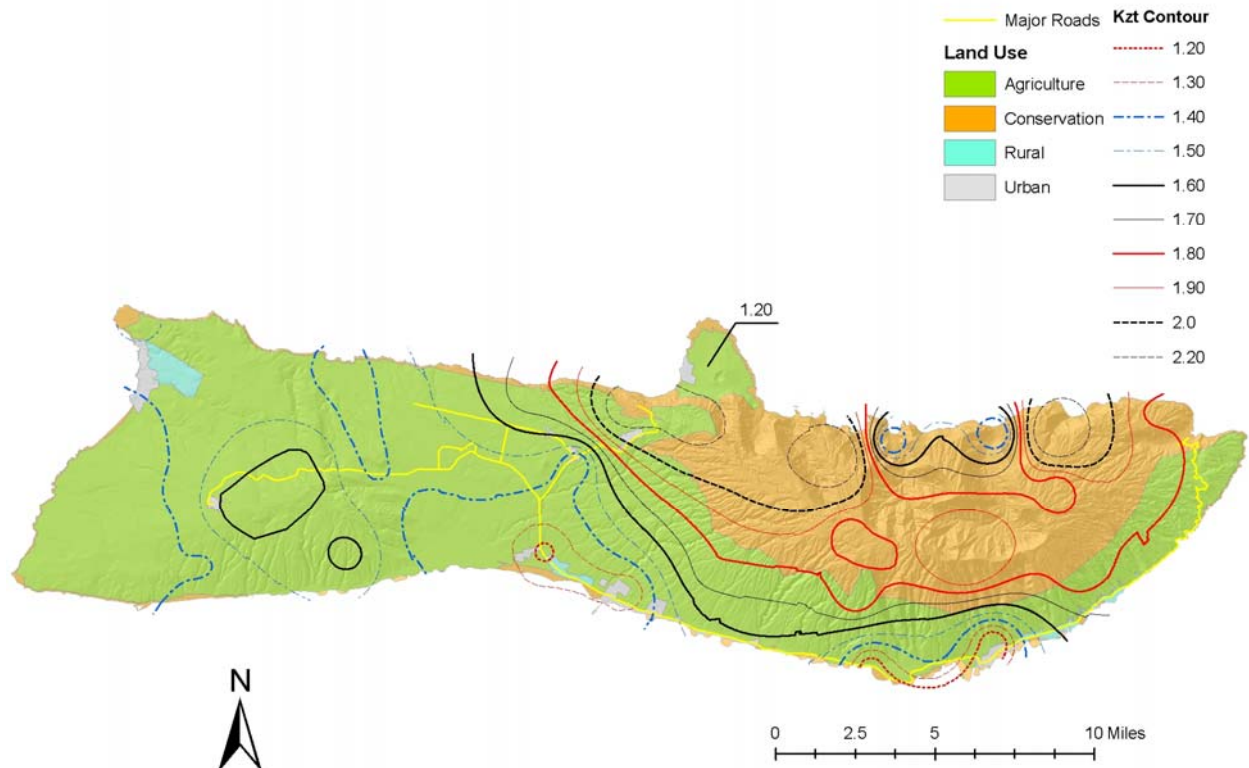 Major Roads
Land Use
Agriculture
Conservation
Rural
Urban
Kzt Contour
1.20
1.30
1.40
1.50
1.60
1.70
1.80
1.90
2.0
2.20
1.20
N
0 2.5 5 10 Miles